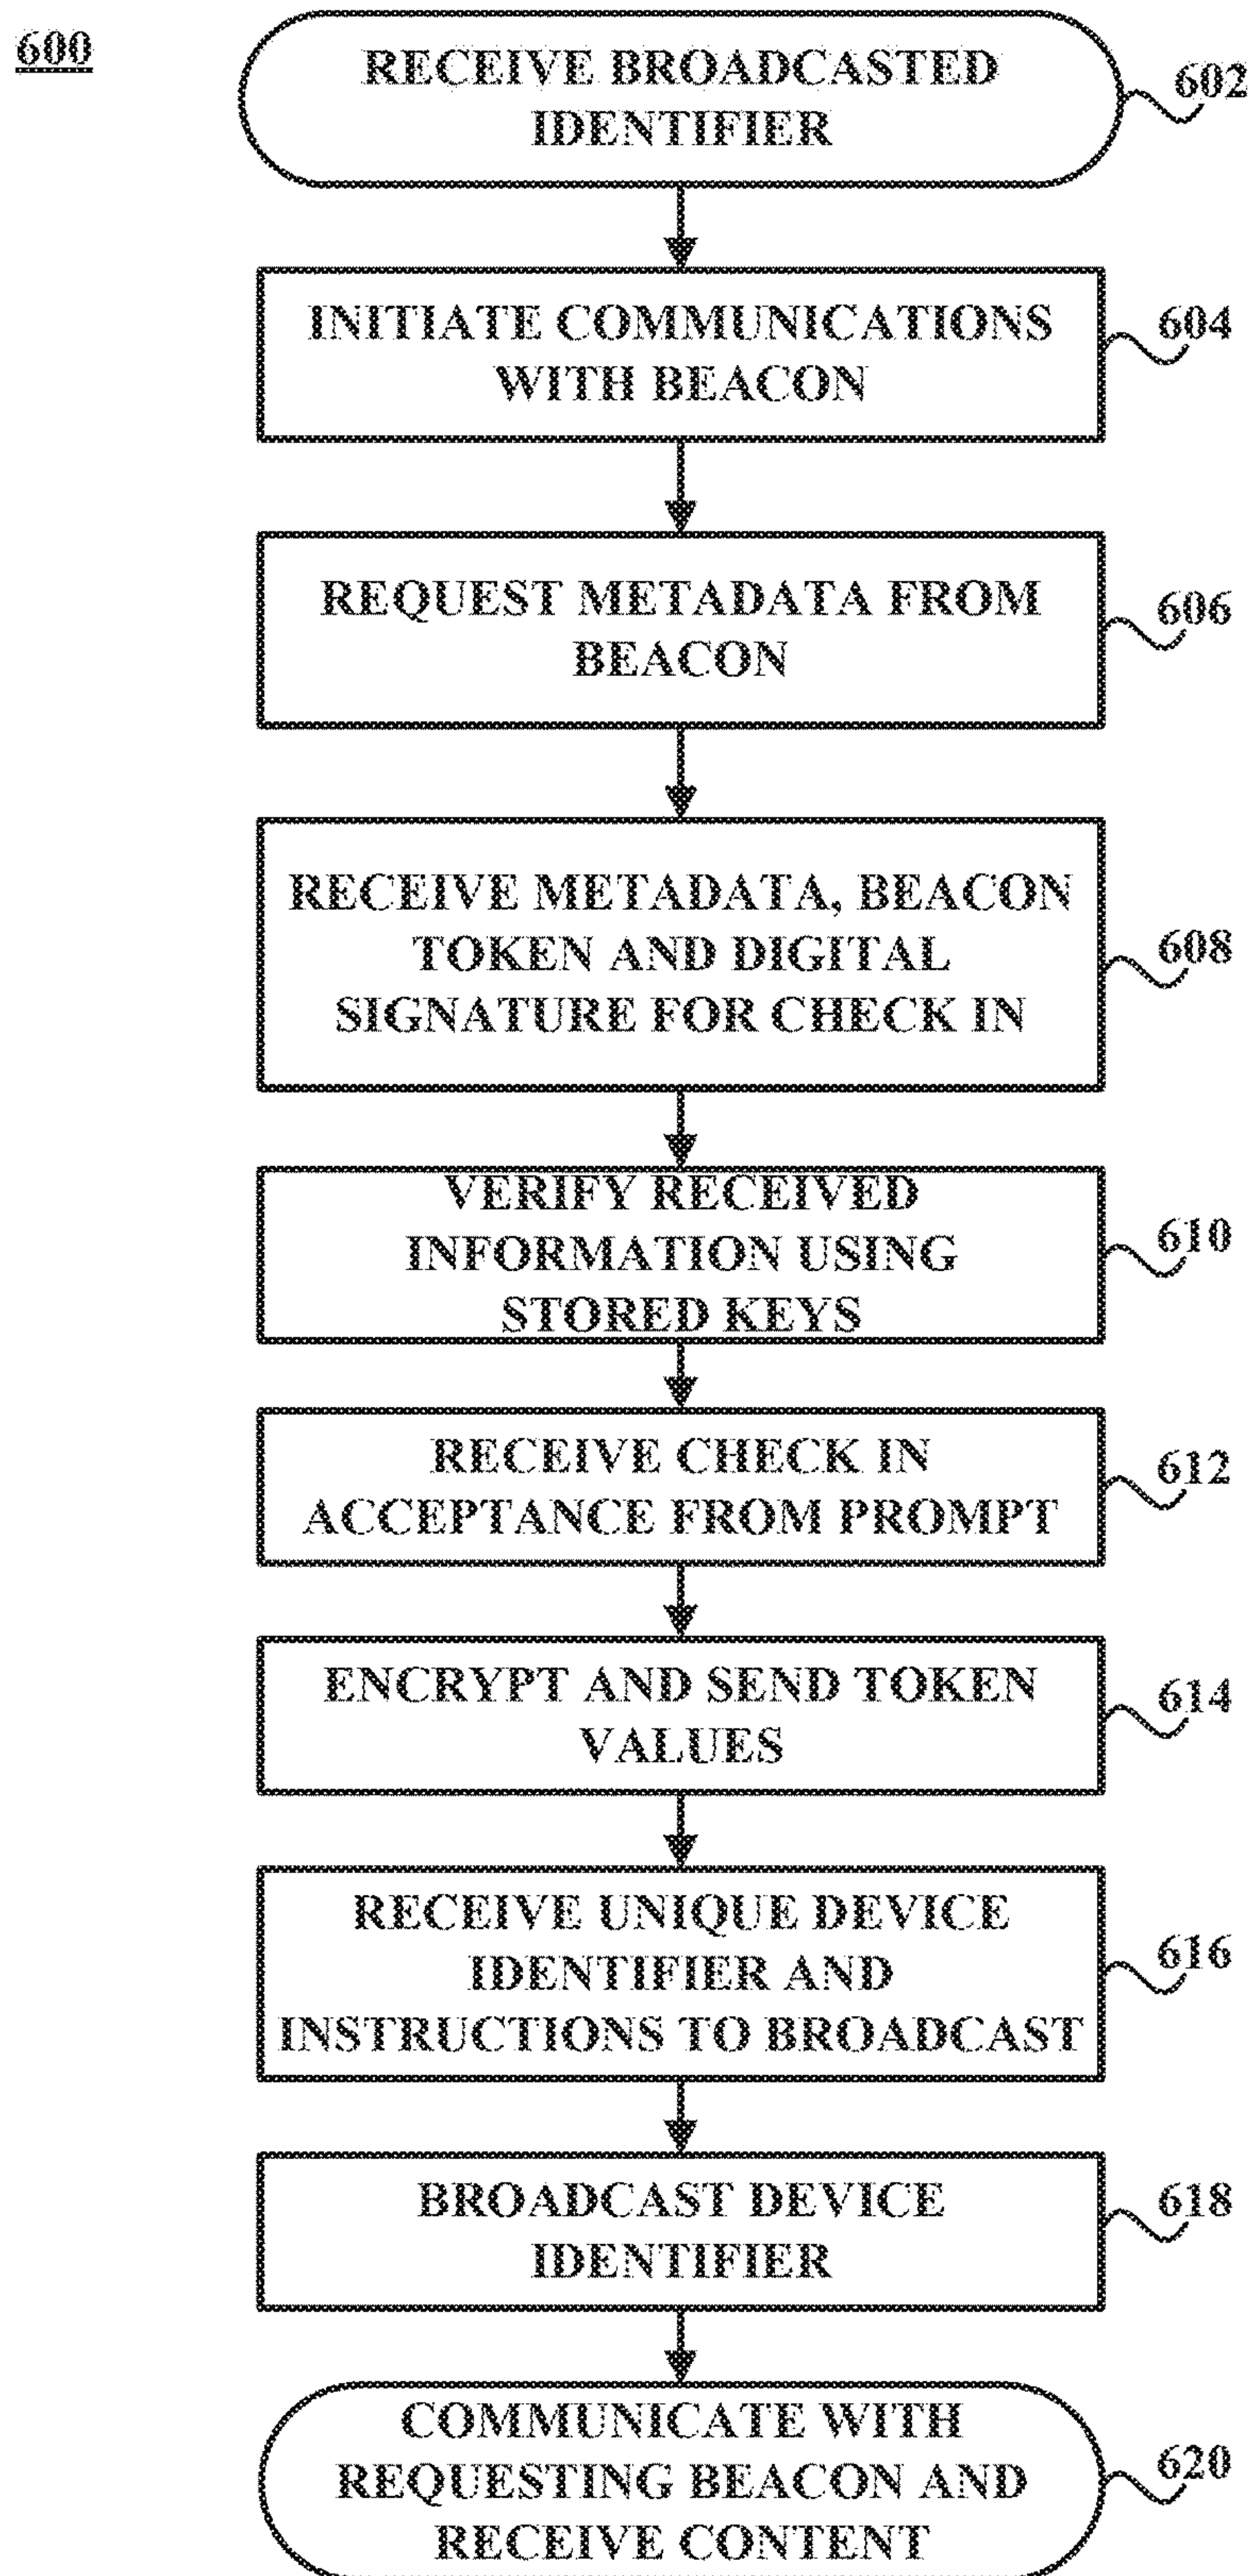 600
RECEIVE BROADCASTED
IDENTIFIER
602
INITIATE COMMUNICATIONS
WITH BEACON
604
REQUEST METADATA FROM
BEACON
606
RECEIVE METADATA, BEACON
TOKEN AND DIGITAL
SIGNATURE FOR CHECK IN
608
VERIFY RECEIVED
INFORMATION USING
STORED KEYS
610
RECEIVE CHECK IN
ACCEPTANCE FROM PROMPT
612
ENCRYPT AND SEND TOKEN
VALUES
614
RECEIVE UNIQUE DEVICE
IDENTIFIER AND
INSTRUCTIONS TO BROADCAST
616
BROADCAST DEVICE
IDENTIFIER
618
COMMUNICATE WITH
REQUESTING BEACON AND
RECEIVE CONTENT
620